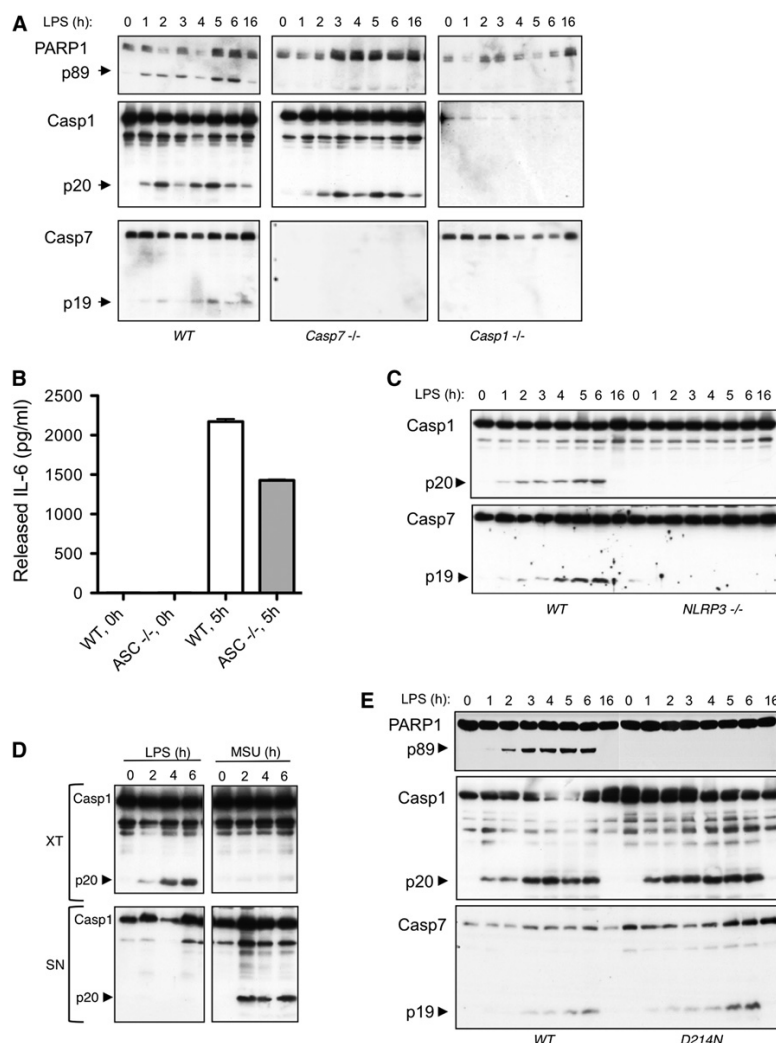 A
LPS (h): 0 1 2 3 4 5 6 16 0 1 2 3 4 5 6 16 0 1 2 3 4 5 6 16
PARP1
p89
Casp1
p20
Casp7
p19
WT Casp7 -/- Casp1 -/-
B
Released IL-6 (pg/ml)
2500
2000
1500
1000
500
0
WT, 0h
ASC -/-, 0h
WT, 5h
ASC -/-, 5h
C
LPS (h): 0 1 2 3 4 5 6 16 0 1 2 4 5 6 16
Casp1
p20
Casp7
p19
WT NLRP3 -/-
D
LPS (h) MSU (h)
0 2 4 6 0 2 4 6
XT
Casp1
p20
SN
Casp1
p20
E
LPS (h): 0 1 2 3 4 5 6 16 0 1 2 3 4 5 6 16
PARP1
p89
Casp1
p20
Casp7
p19
WT D214N